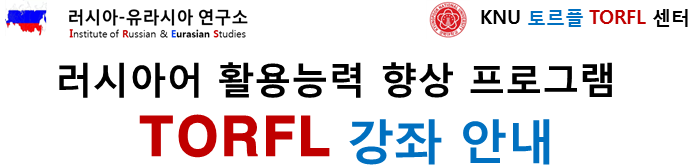 러시아-유라시아 연구소
Institute of Russian & Eurasian Studies
KNU 토르플 TORFL 센터
러시아어 활용능력 향상 프로그램
TORFL 강좌 안내